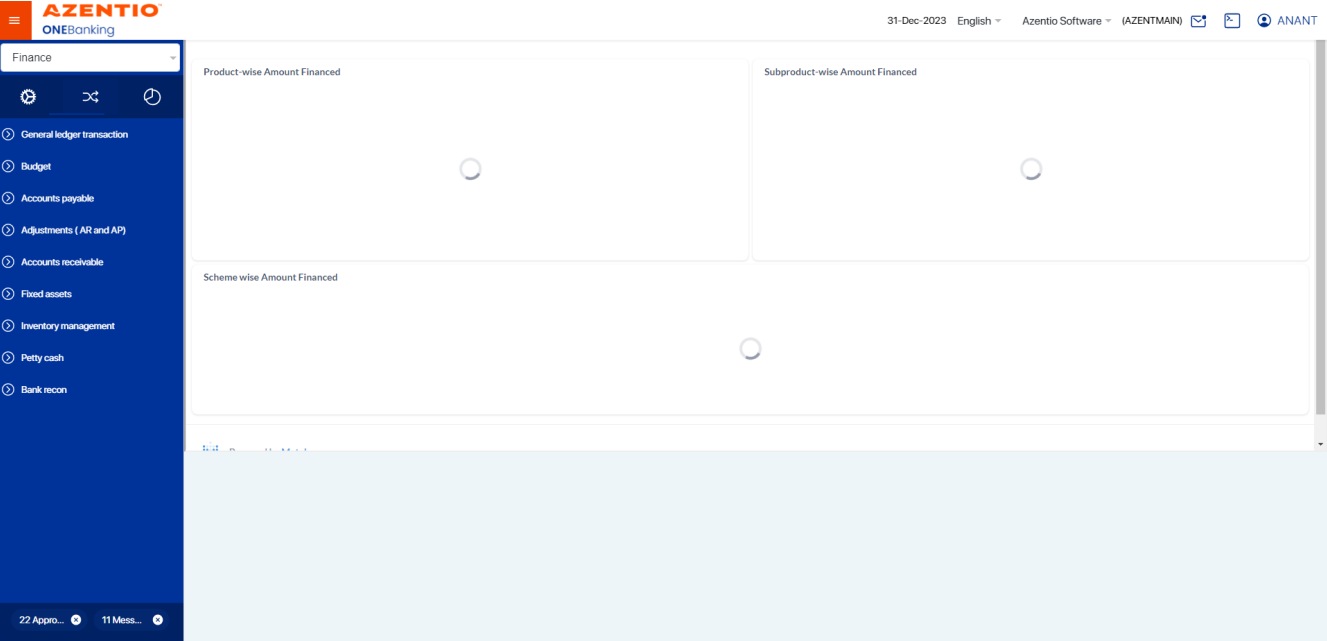 AZENTIO
ONEBanking
31-Dec-2023 English Azentio Software (AZENTMAIN) ANANT
Finance
General ledger transaction
Budget
Accounts payable
Adjustments ( AR and AP)
Accounts receivable
Fixed assets
Inventory management
Petty cash
Bank recon
22 Appro...
11 Mess...
Product-wise Amount Financed
Subproduct-wise Amount Financed
Scheme wise Amount Financed